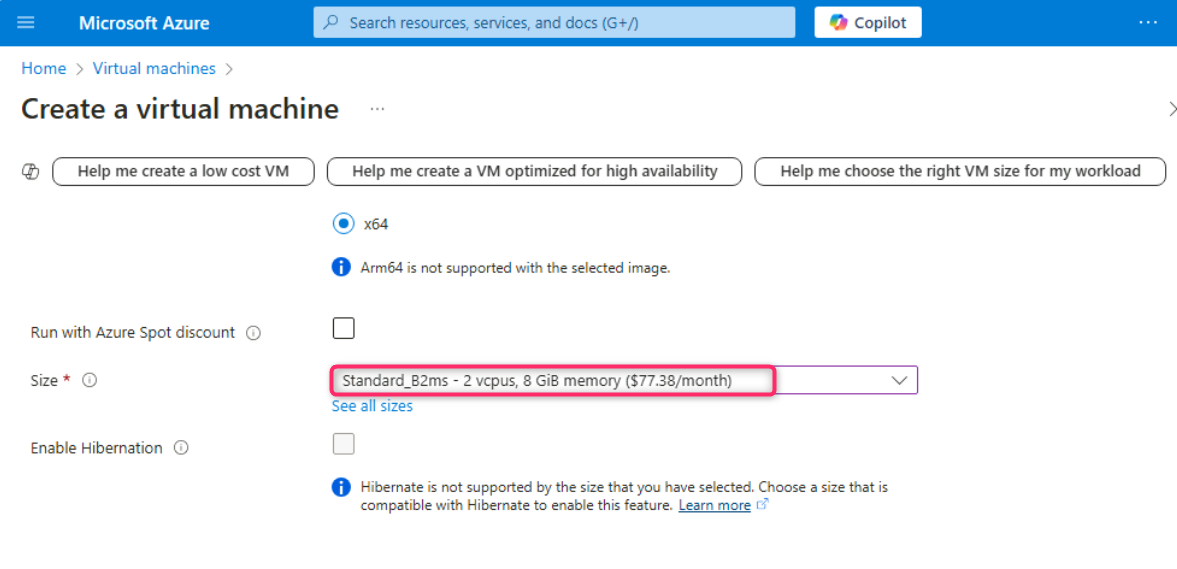 Microsoft Azure
Search resources, services, and docs (G+/)
Copilot
...
Home > Virtual machines >
Create a virtual machine ...
Help me create a low cost VM
Help me create a VM optimized for high availability
Help me choose the right VM size for my workload
x64
Arm64 is not supported with the selected image.
Run with Azure Spot discount
Size *
Standard_B2ms - 2 vcpus, 8 GiB memory ($77.38/month)
See all sizes
Enable Hibernation
Hibernate is not supported by the size that you have selected. Choose a size that is
compatible with Hibernate to enable this feature. Learn more